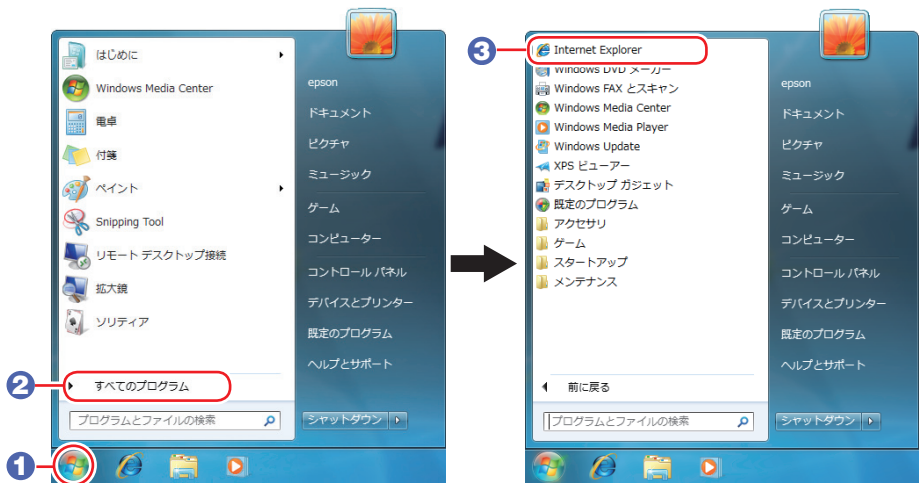 はじめに
Windows Media Center
電卓
付箋
ペイント
Snipping Tool
リモート デスクトップ接続
拡大鏡
ソリティア
2
すべてのプログラム
プログラムとファイルの検索
1
epson
ドキュメント
ピクチャ
ミュージック
ゲーム
コンピューター
コントロール パネル
デバイスとプリンター
既定のプログラム
ヘルプとサポート
シャットダウン
3
Internet Explorer
Windows DVD メーカー
Windows FAX とスキャン
Windows Media Center
Windows Media Player
Windows Update
XPS ビューアー
デスクトップ ガジェット
既定のプログラム
アクセサリ
ゲーム
スタートアップ
メンテナンス
前に戻る
プログラムとファイルの検索
epson
ドキュメント
ピクチャ
ミュージック
ゲーム
コンピューター
コントロール パネル
デバイスとプリンター
既定のプログラム
ヘルプとサポート
シャットダウン